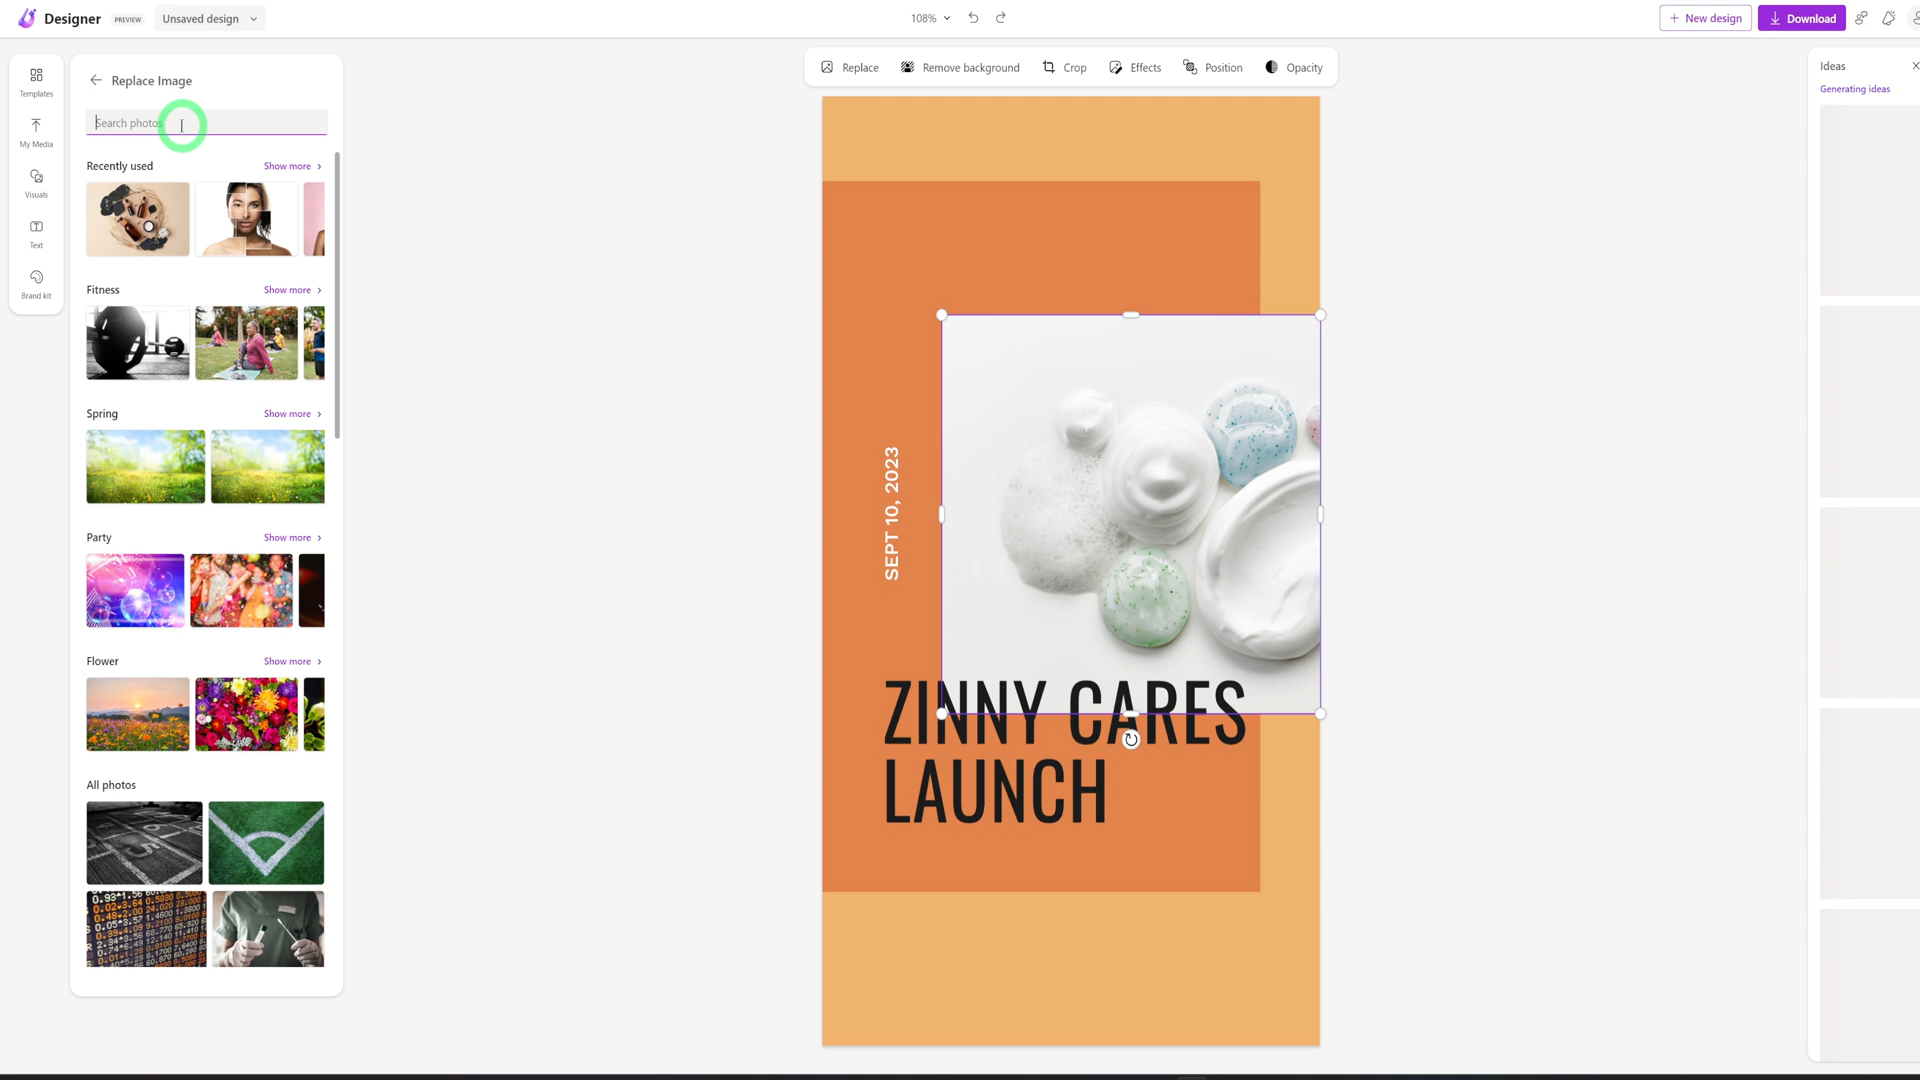 Designer PREVIEW Unsaved design
108%
New design Download
Templates
My Media
Visuals
Text
Brand kit
Replace Image
Search photos
Recently used Show more
Fitness Show more
Spring Show more
Party Show more
Flower Show more
All photos
Replace Remove background Crop Effects Position Opacity
SEPT 10, 2023
ZINNY CARES
LAUNCH
Ideas
Generating ideas